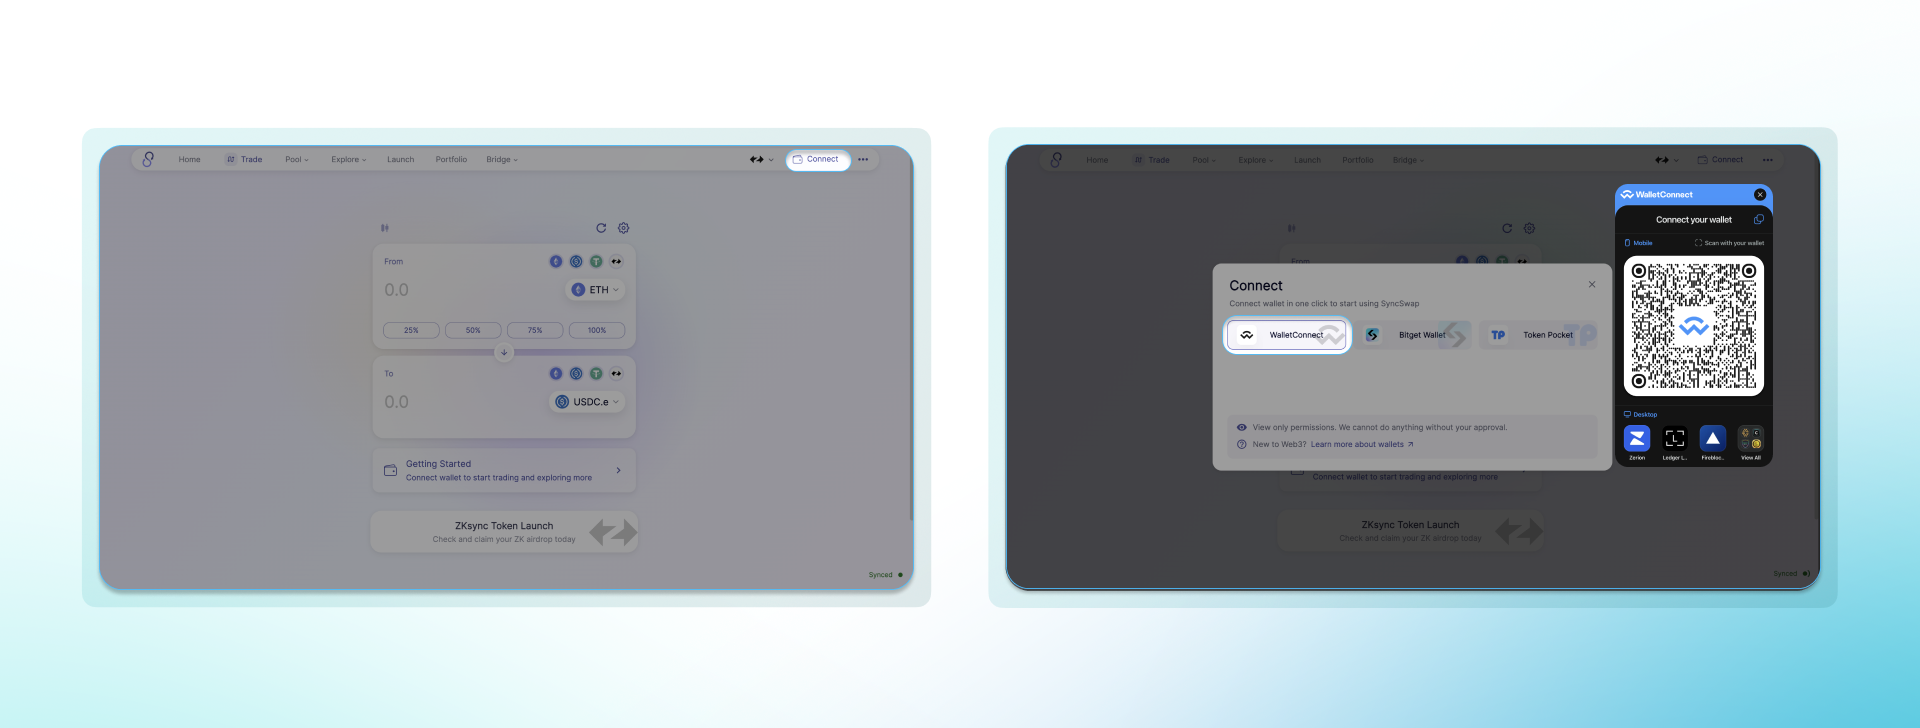 Home Trade Pool Explore Launch Portfolio Bridge Connect
From
0.0 ETH
25% 50% 75% 100%
To
0.0 USDC.e
Getting Started
Connect wallet to start trading and exploring more
ZKsync Token Launch
Check and claim your ZK airdrop today
Synced
Home Trade Pool Explore Launch Portfolio Bridge Connect
From
Connect
Connect wallet in one click to start using SyncSwap
WalletConnect Bitget Wallet Token Pocket
TP TP
View only permissions. We cannot do anything without your approval.
New to Web3? Learn more about wallets
Connect wallet to start trading and exploring more
ZKsync Token Launch
Check and claim your ZK airdrop today
Synced
WalletConnect
Connect your wallet
Mobile Scan with your wallet
Desktop
Zerion Ledger L... Firebloc... View All